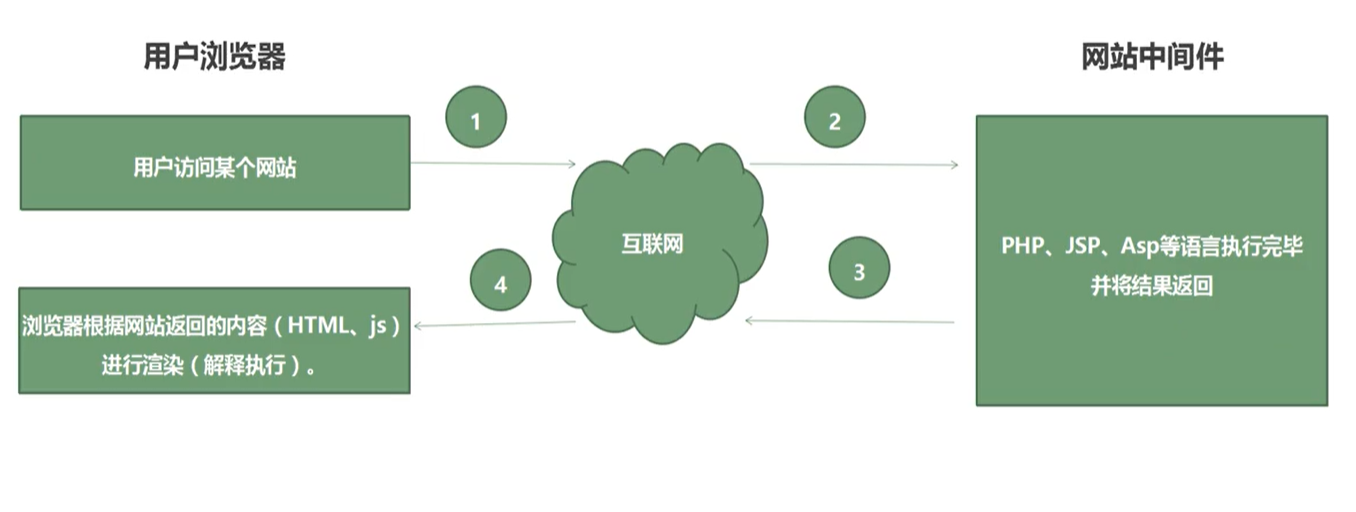 用户浏览器
网站中间件
1
2
用户访问某个网站
互联网
PHP、JSP、Asp等语言执行完毕
并将结果返回
3
4
浏览器根据网站返回的内容（HTML、js）
进行渲染（解释执行）。